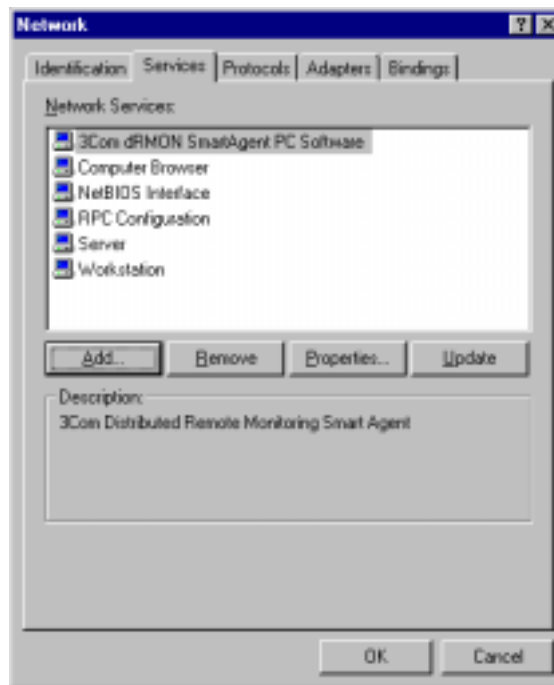 Network
Identification Services Protocols Adapters Bindings
Network Services:
3Com dRMON SmartAgent PC Software
Computer Browser
NetBIOS Interface
RPC Configuration
Server
Workstation
Add... Remove Properties... Update
Description:
3Com Distributed Remote Monitoring Smart Agent
OK Cancel